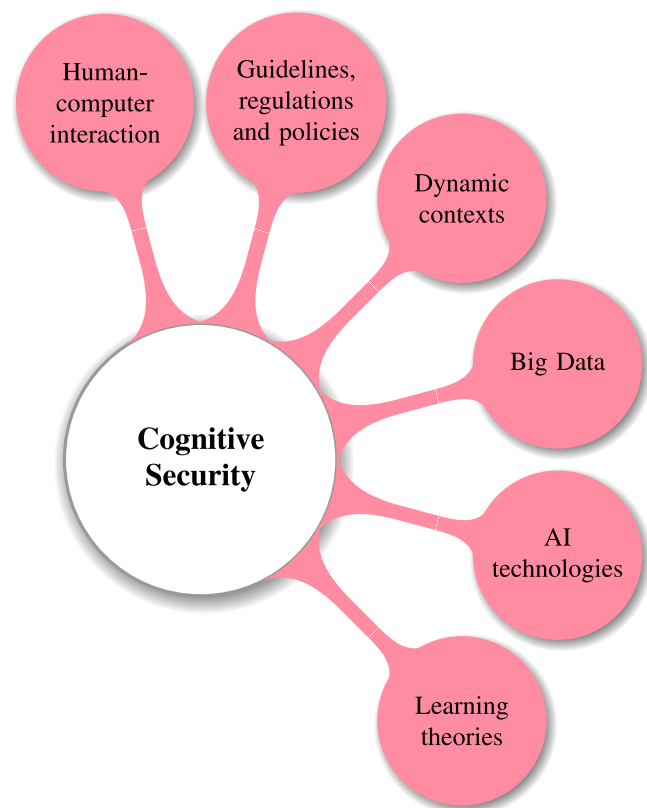 Human-
computer
interaction
Guidelines,
regulations
and policies
Dynamic
contexts
Big Data
Cognitive
Security
AI
technologies
Learning
theories